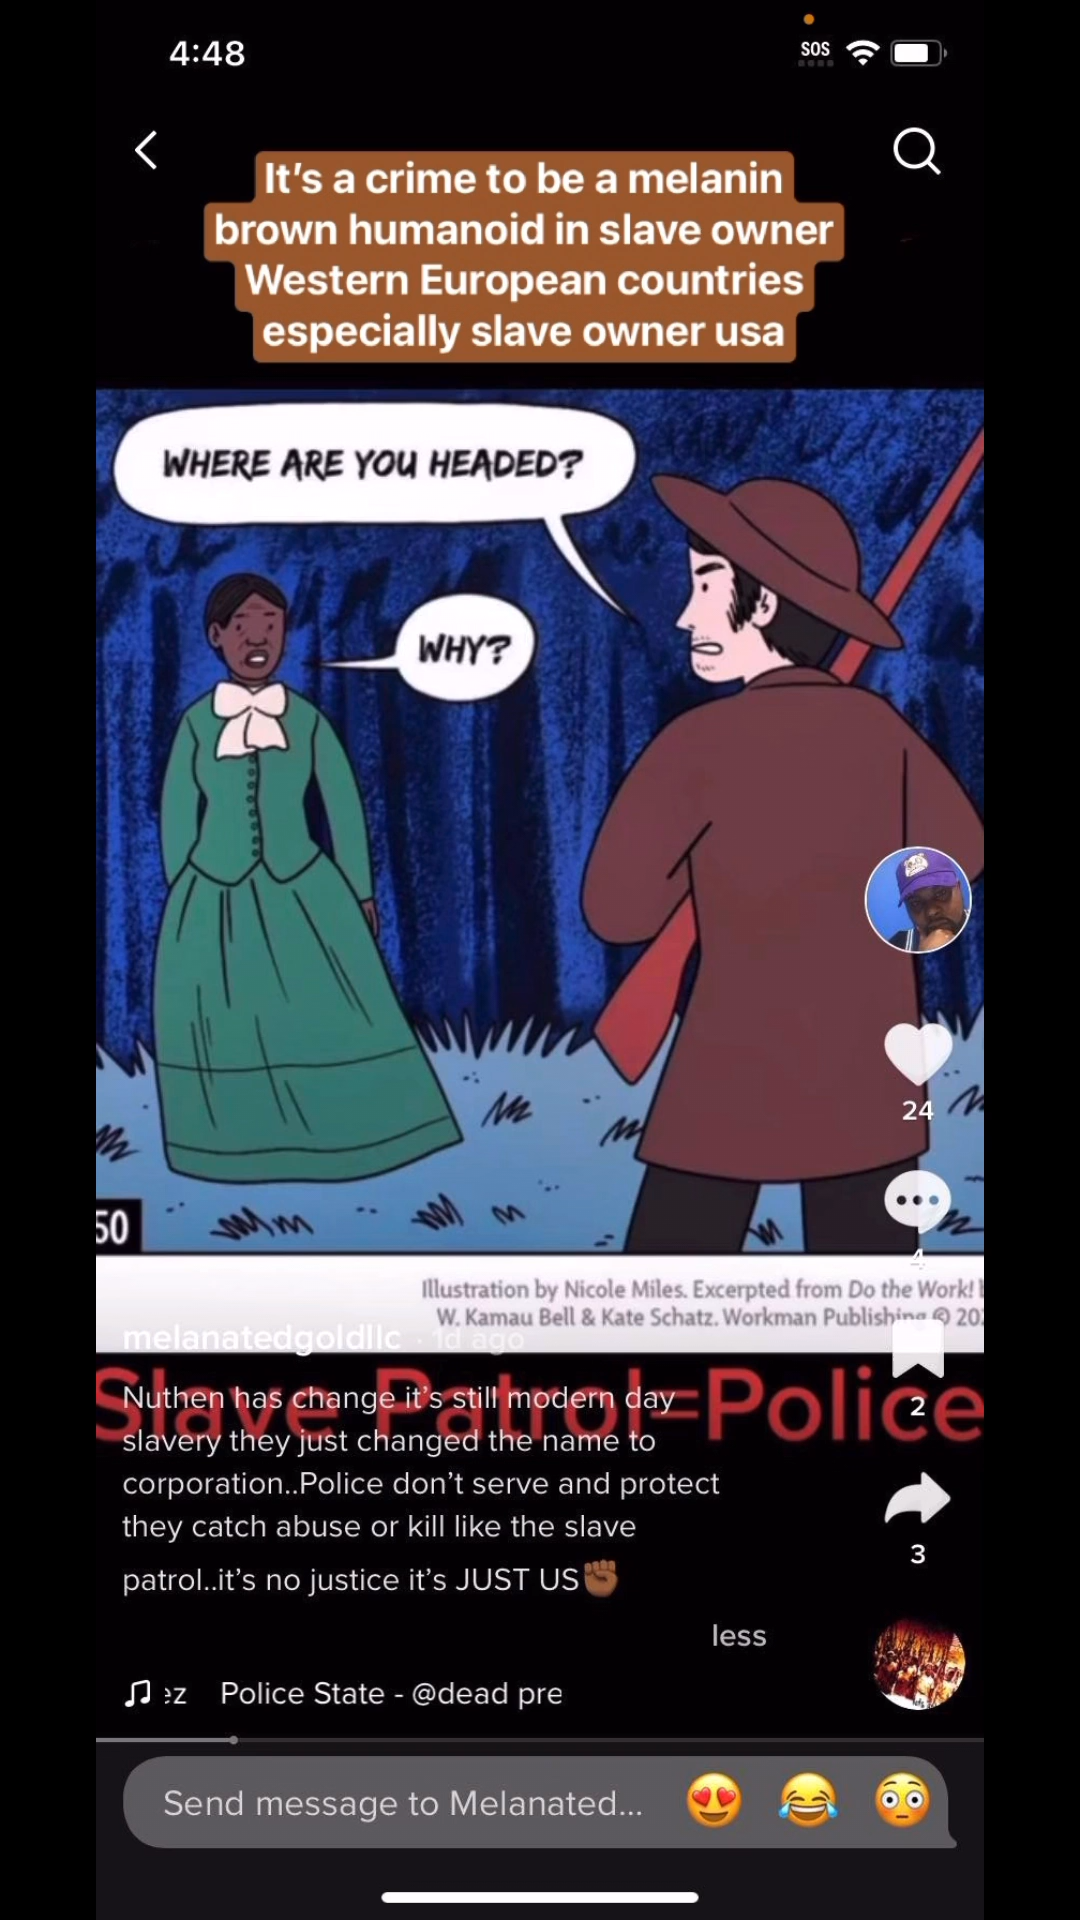 4:48
SOS
It's a crime to be a melanin
brown humanoid in slave owner
Western European countries
especially slave owner usa
WHERE ARE YOU HEADED?
WHY?
24
4
50
Illustration by Nicole Miles. Excerpted from Do the Work!
W. Kamau Bell & Kate Schatz. Workman Publishing ©
melanatedgoldllc · 1d ago
Slave Patrol=Police
Nuthen has change it's still modern day
slavery they just changed the name to
corporation..Police don't serve and protect
they catch abuse or kill like the slave
patrol..it's no justice it's JUST US✊🏾
2
3
less
ez Police State - @dead pre
Send message to Melanated... 😍 😂 😳